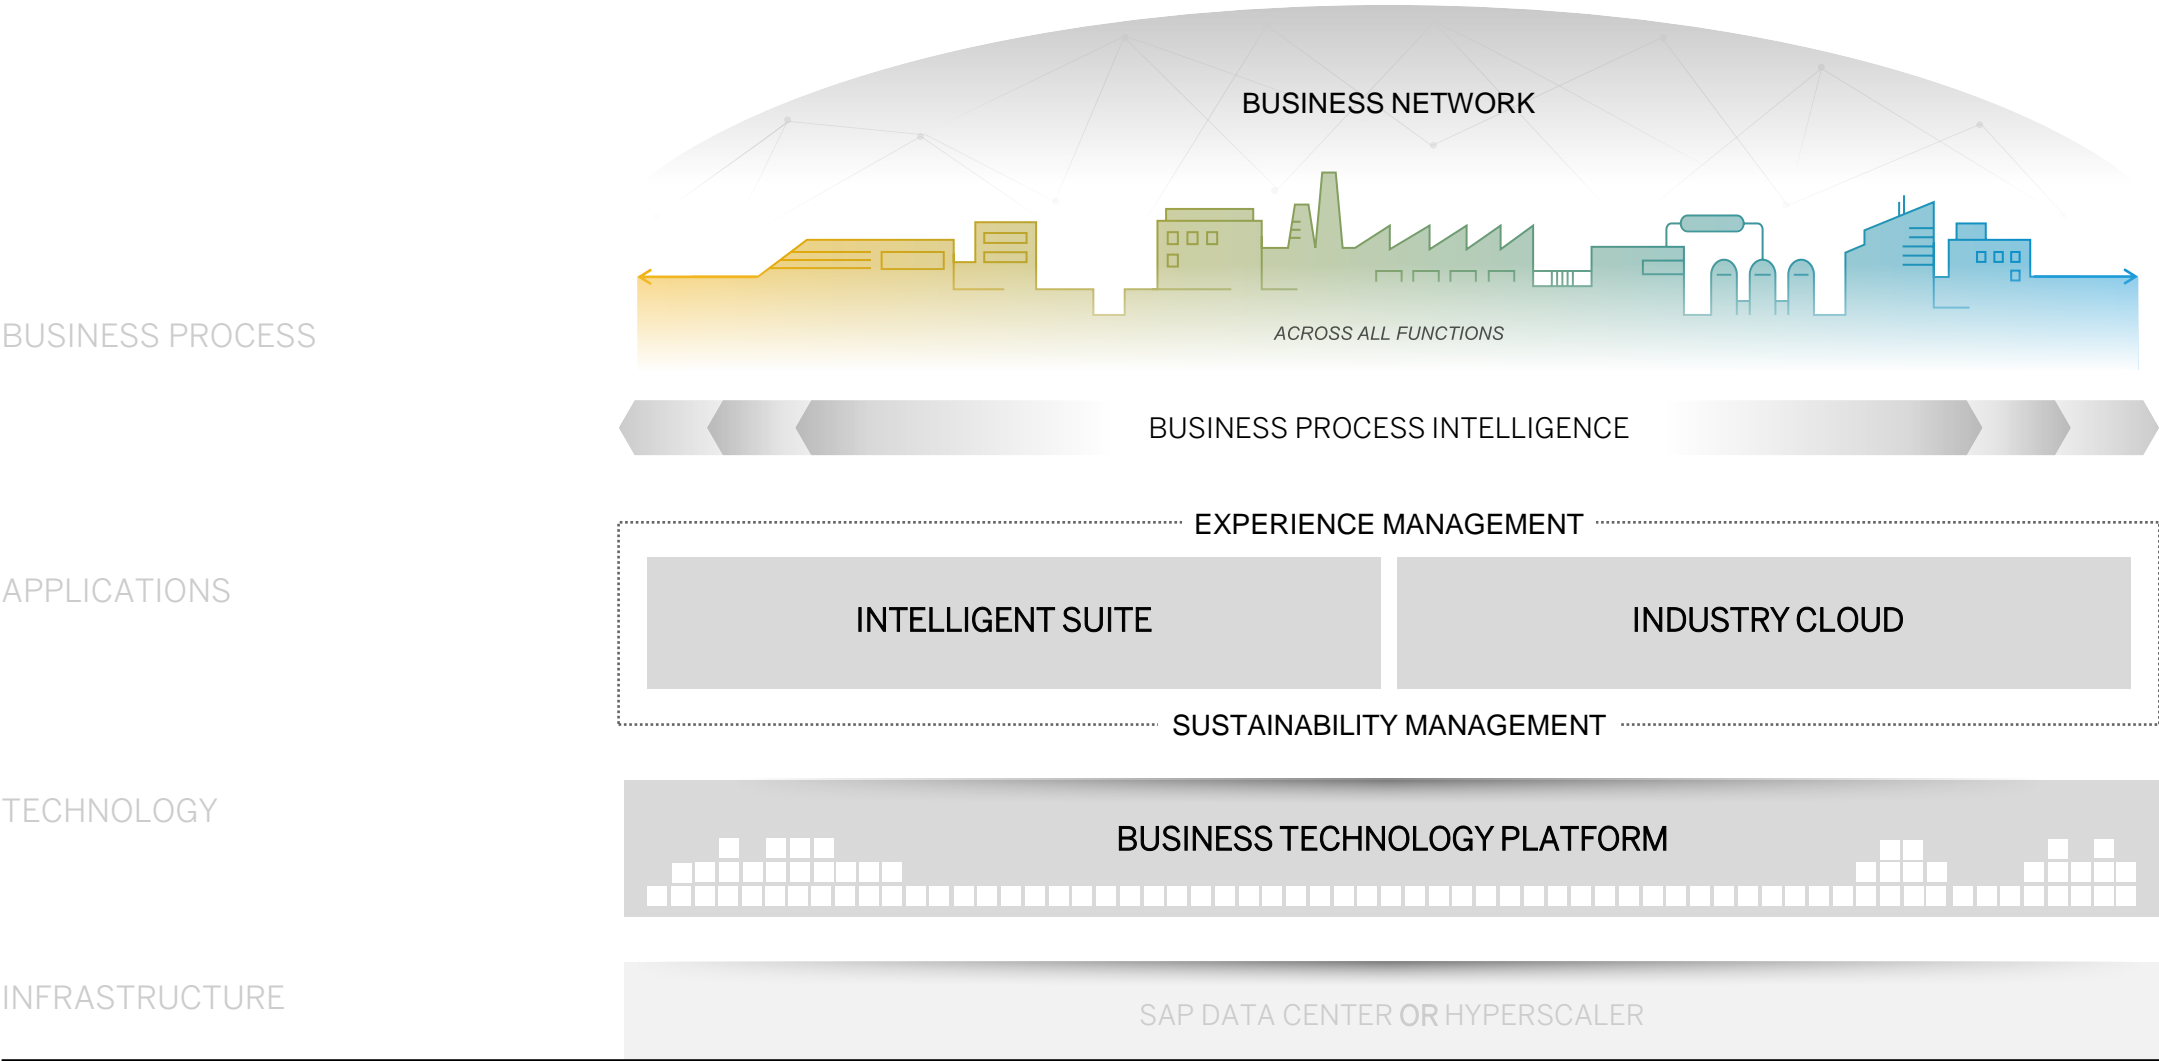 BUSINESS NETWORK
BUSINESS PROCESS
ACROSS ALL FUNCTIONS
BUSINESS PROCESS INTELLIGENCE
EXPERIENCE MANAGEMENT
APPLICATIONS
INTELLIGENT SUITE
INDUSTRY CLOUD
SUSTAINABILITY MANAGEMENT
TECHNOLOGY
BUSINESS TECHNOLOGY PLATFORM
INFRASTRUCTURE
SAP DATA CENTER OR HYPERSCALER